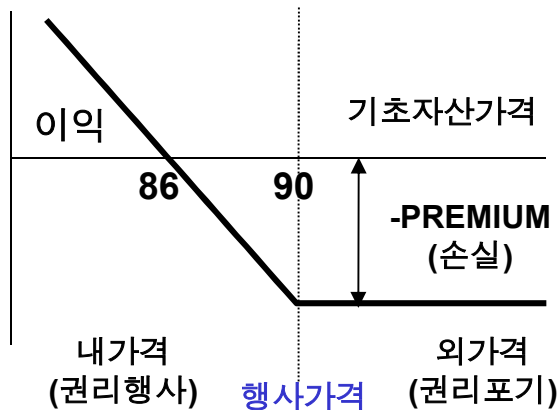 이익
기초자산가격
86
90
-PREMIUM
(손실)
내가격
(권리행사)
행사가격
외가격
(권리포기)